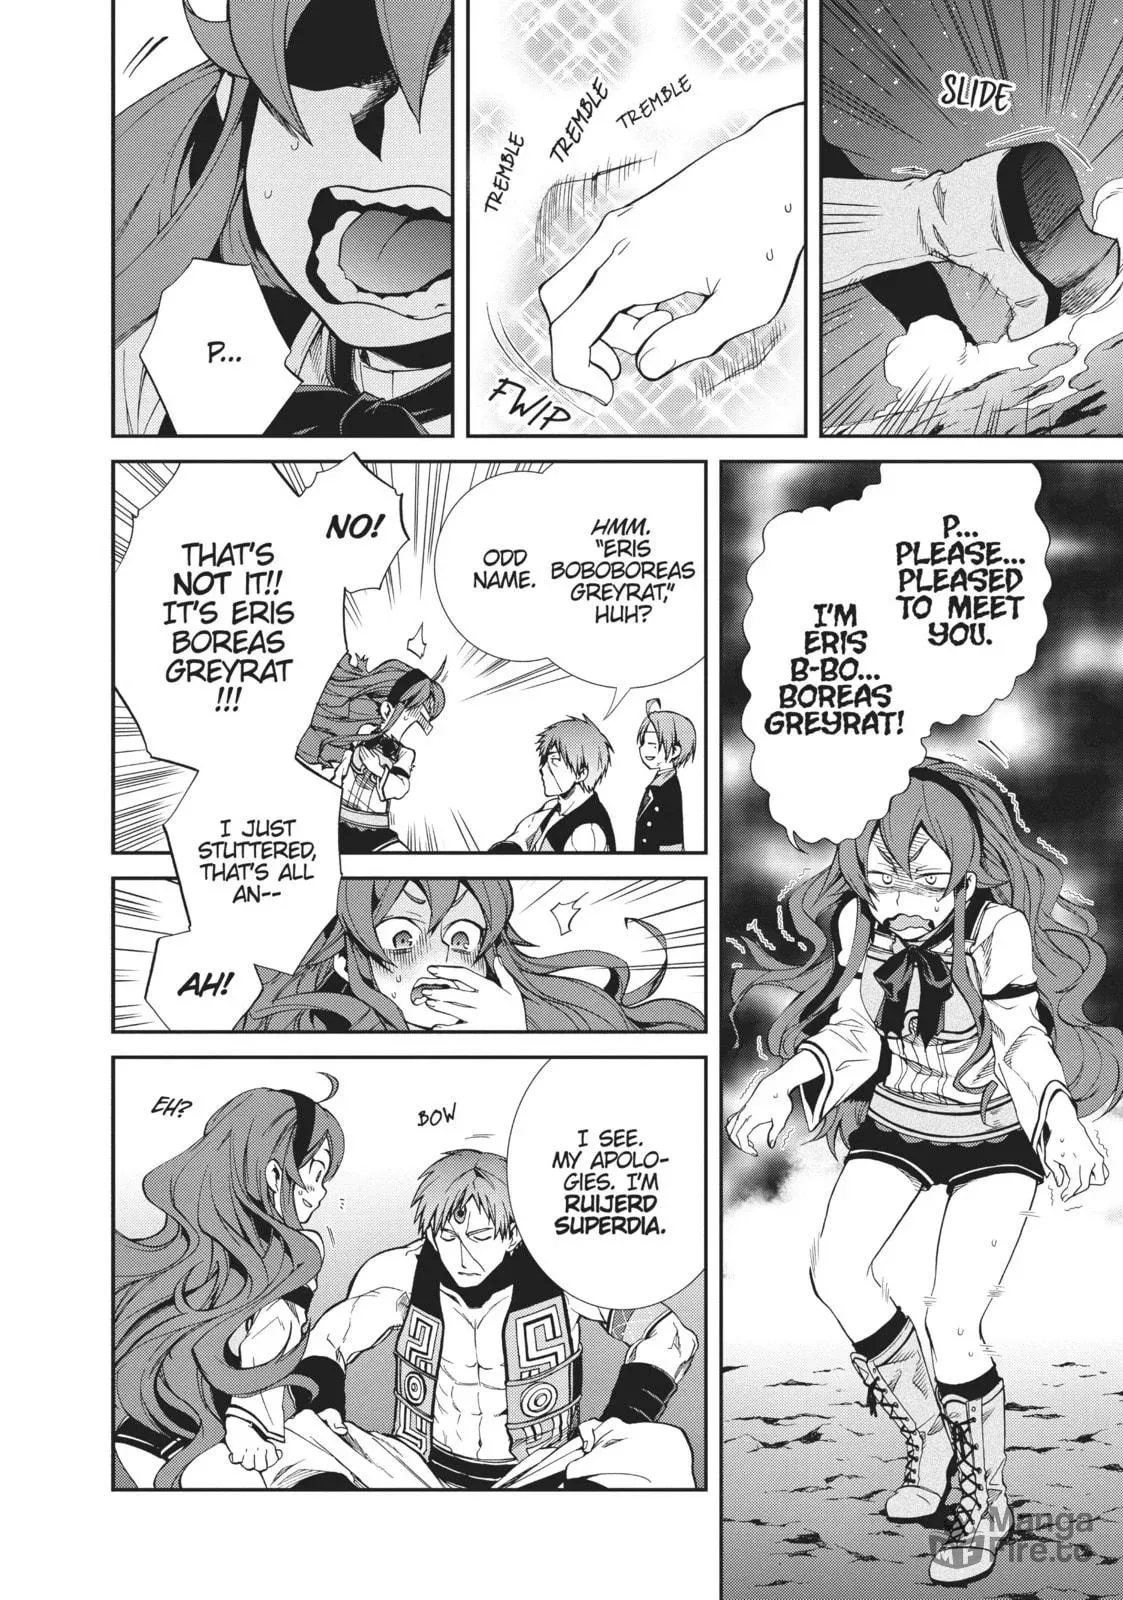 SLIDE
TREMBLE
TREMBLE
TREMBLE
FWIP
P...
P...
PLEASE...
PLEASED
TO MEET
YOU.
I'M
ERIS
B-BO...
BOREAS
GREYRAT!
HMM.
"ERIS
BOBOBOREAS
GREYRAT,"
HUH?
ODD
NAME.
NO!
THAT'S
NOT IT!!
IT'S ERIS
BOREAS
GREYRAT
!!!
I JUST
STUTTERED,
THAT'S ALL
AN--
AH!
I SEE.
MY APOLO-
GIES. I'M
RUIJERD
SUPERDIA.
BOW
EH?
Manga
Fire.to
MF